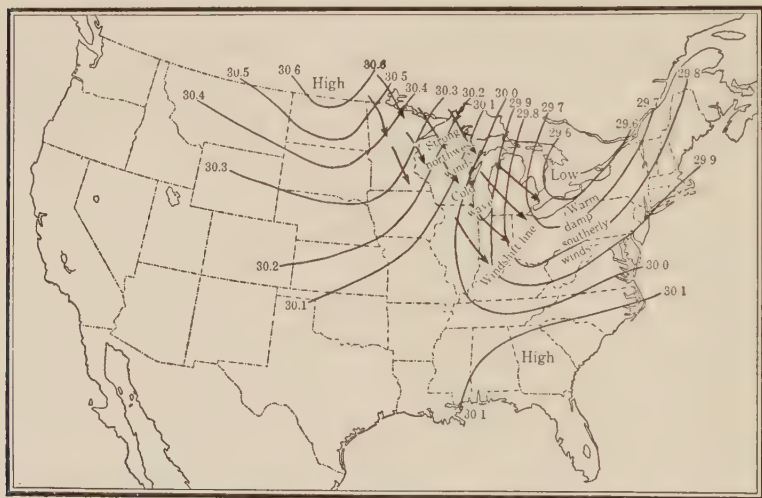 30.6
30.5
30.4
30.3
30.2
30.1
High
30.6
30.5
30.4
30.3
30.2
30.1
30.0
29.9
29.8
29.7
29.6
Low
29.6
29.7
29.8
29.9
30.0
30.1
Strong
northwest
winds
Cold
wave
Windshift line
Warm
damp
southerly
winds
High
30.1